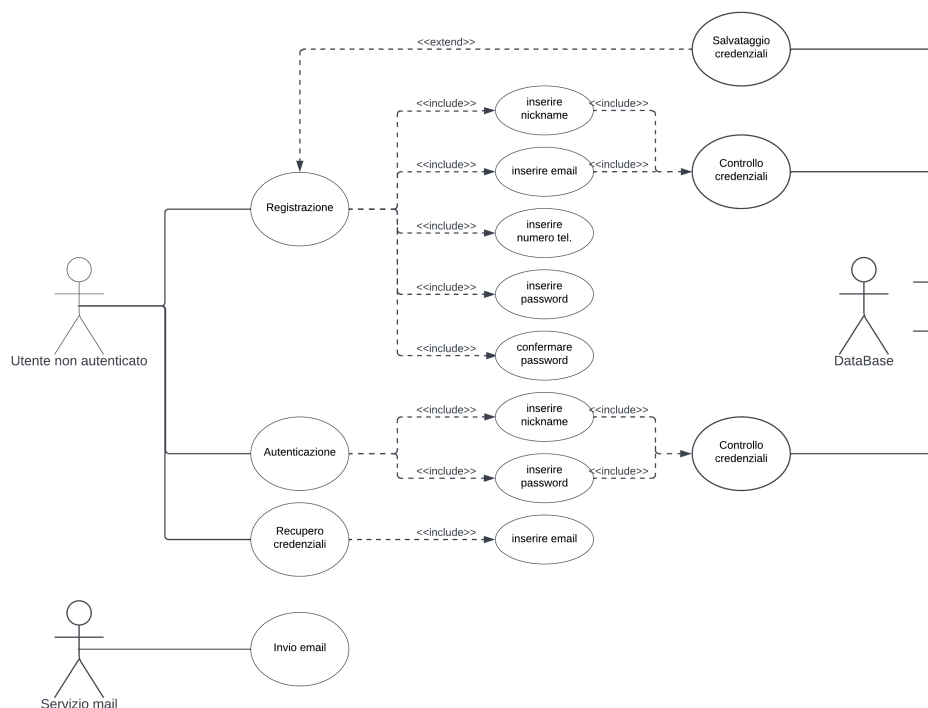 Salvataggio
credenziali
<<extend>>
<<include>>
inserire
nickname
<<include>>
<<include>>
inserire email
<<include>>
Controllo
credenziali
Registrazione
<<include>>
inserire
numero tel.
<<include>>
inserire
password
<<include>>
confermare
password
Utente non autenticato
DataBase
<<include>>
inserire
nickname
<<include>>
Autenticazione
Controllo
credenziali
<<include>>
inserire
password
<<include>>
Recupero
credenziali
<<include>>
inserire email
Invio email
Servizio mail